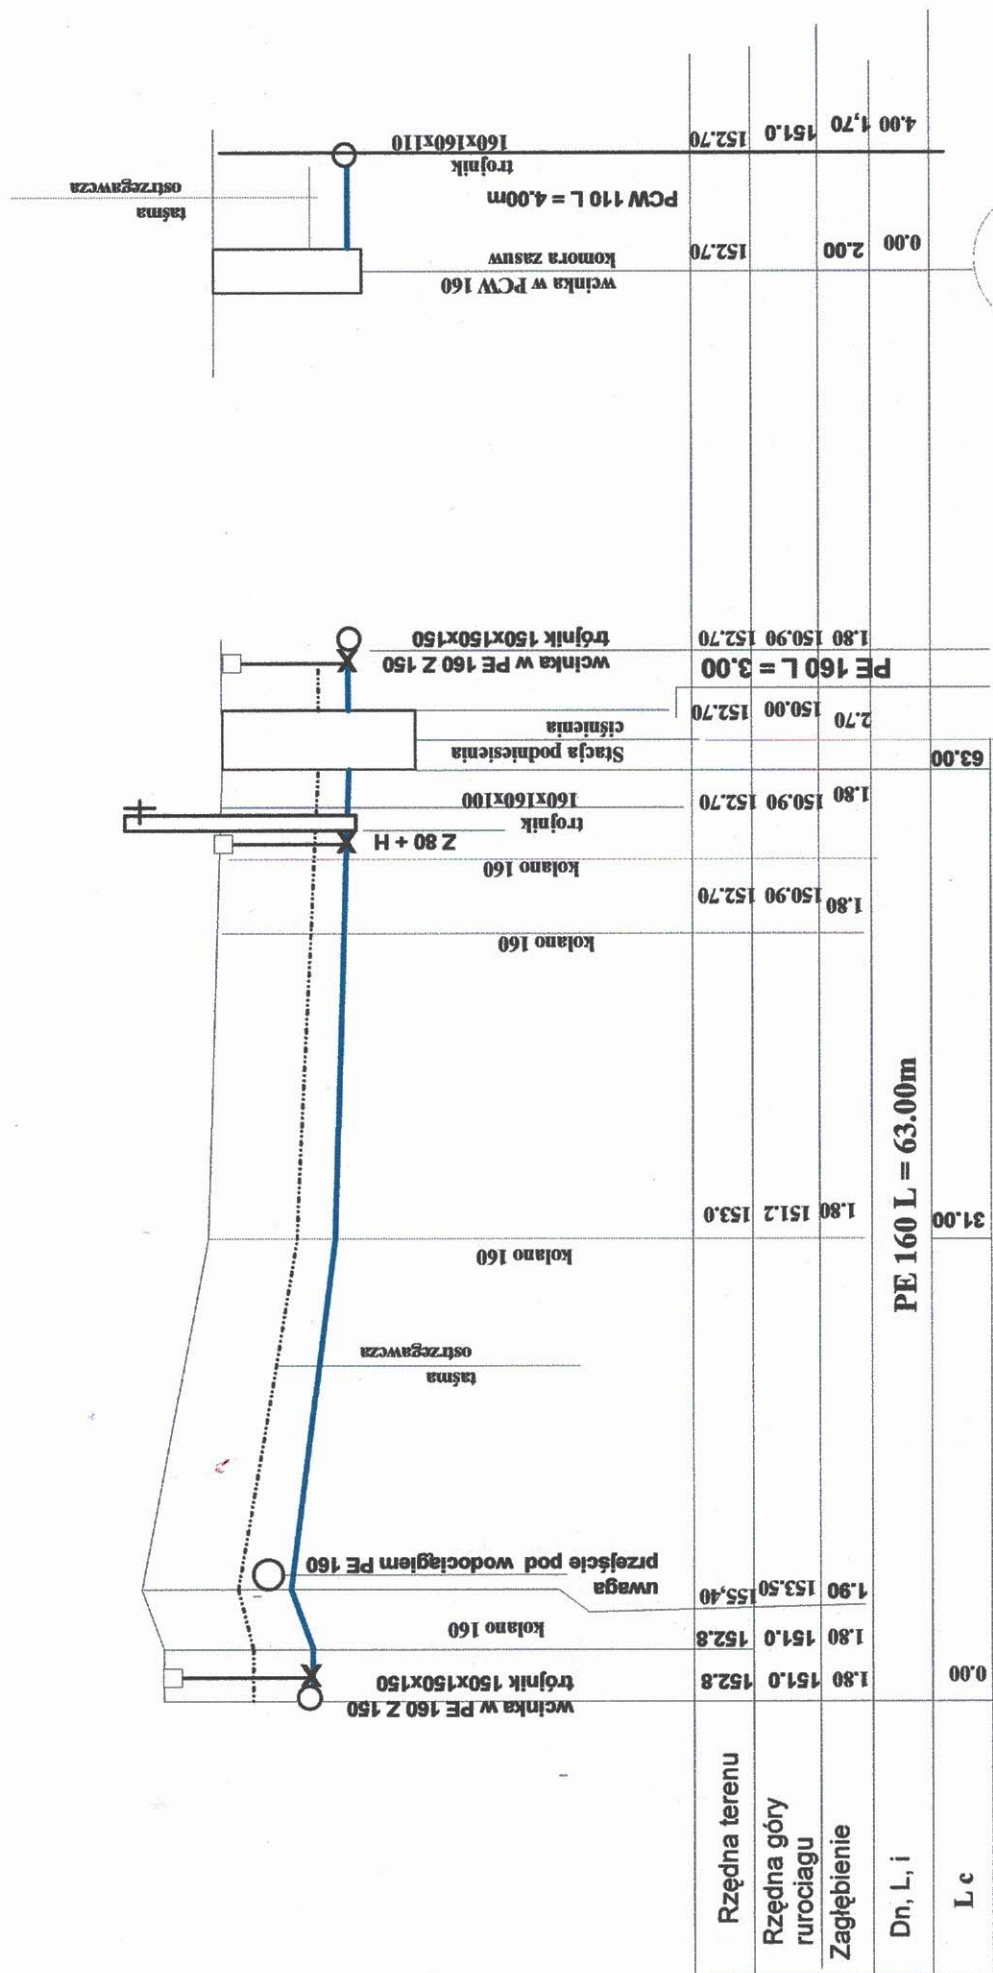 taśma
ostrzegawcza
trojnik
160x160x110
PCW 110 L = 4.00m
wcinka w PCW 160
komora zasuw
152.70
151.0
1,70
4.00
152.70
2.00
0.00
wcinka w PE 160 Z 150
trójnik 150x150x150
1.80 150.90 152.70
PE 160 L = 3.00
Stacja podniesienia
ciśnienia
2.70 150.00 152.70
63.00
trojnik
160x160x100
Z 80 + H
1.80 150.90 152.70
kolano 160
1.80 150.90 152.70
kolano 160
kolano 160
1.80 151.2 153.0
31.00
PE 160 L = 63.00m
taśma
ostrzegawcza
uwaga
przejście pod wodociągiem PE 160
1.90 153.50 155,40
kolano 160
1.80 151.0 152.8
wcinka w PE 160 Z 150
trójnik 150x150x150
1.80 151.0 152.8
0.00
Rzędna terenu
Rzędna góry
rurociagu
Zagłębienie
Dn, L, i
L c